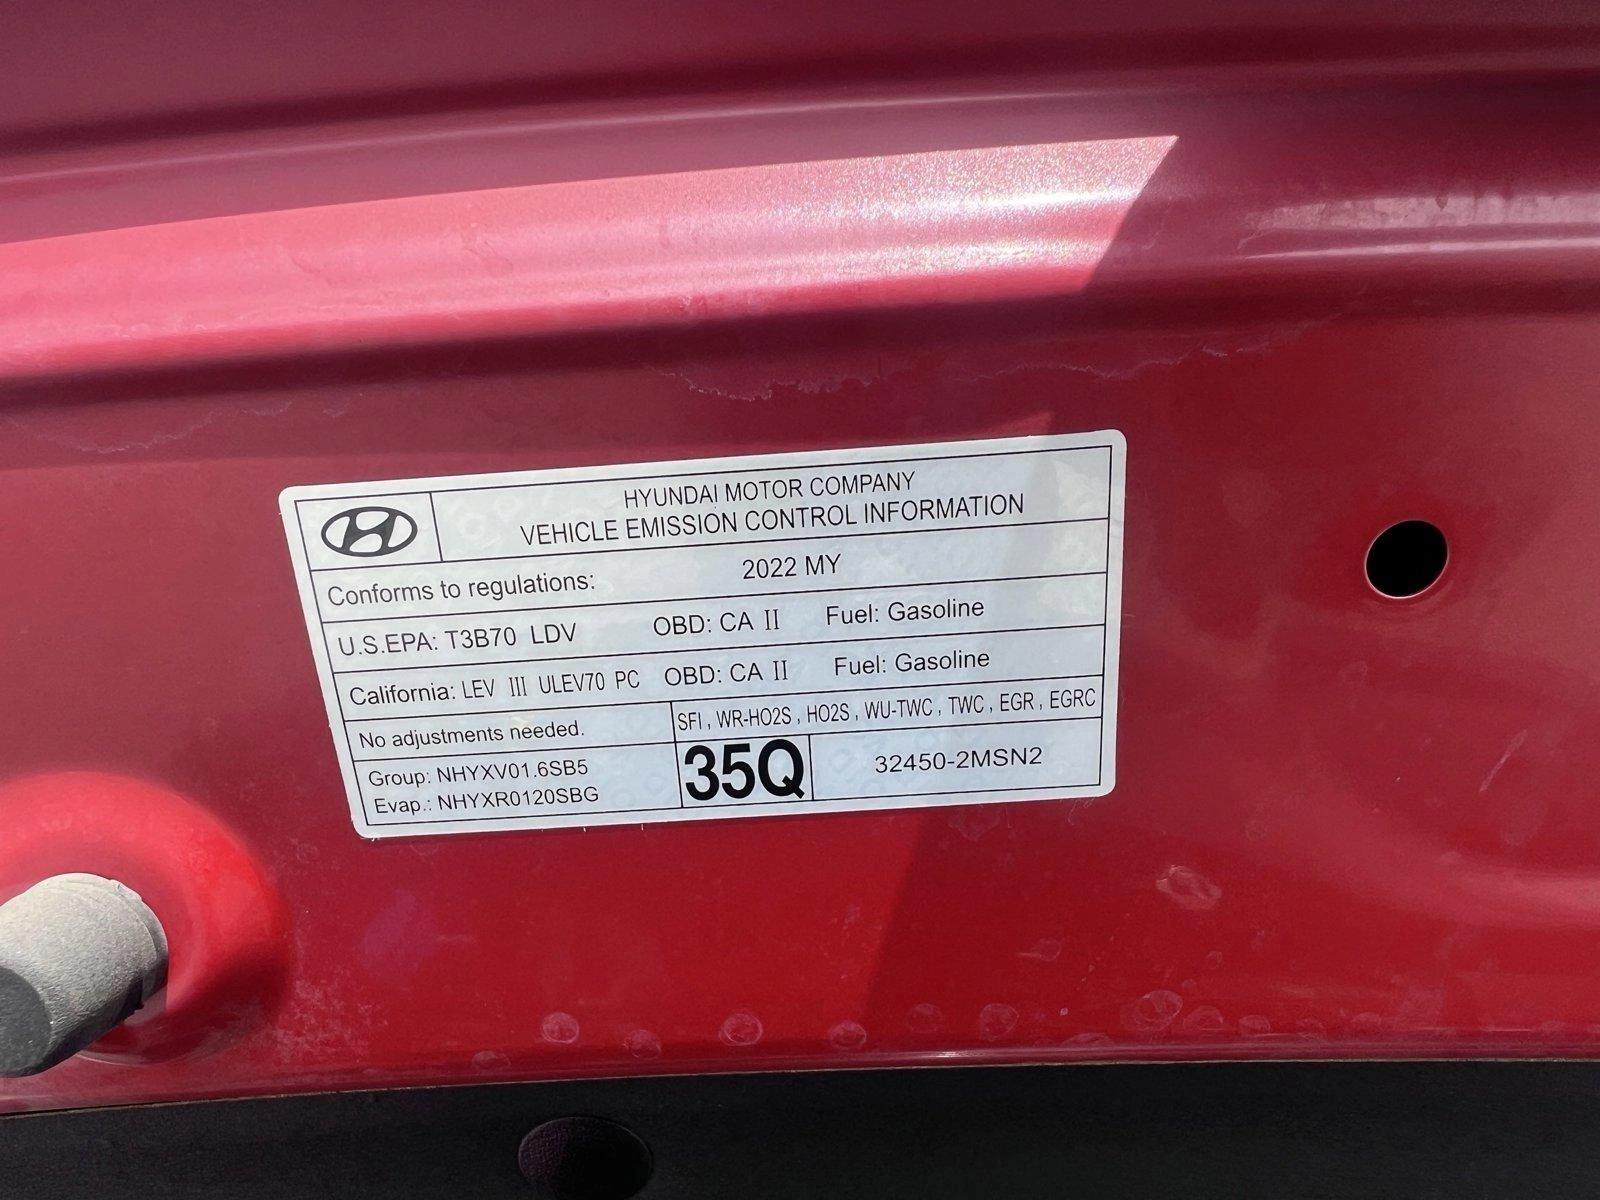 HYUNDAI MOTOR COMPANY
VEHICLE EMISSION CONTROL INFORMATION
Conforms to regulations: 2022 MY
U.S.EPA: T3B70 LDV OBD: CA II Fuel: Gasoline
California: LEV III ULEV70 PC OBD: CA II Fuel: Gasoline
No adjustments needed. SFI , WR-HO2S , HO2S , WU-TWC , TWC , EGR , EGRC
Group: NHYXV01.6SB5
Evap.: NHYXR0120SBG
35Q
32450-2MSN2